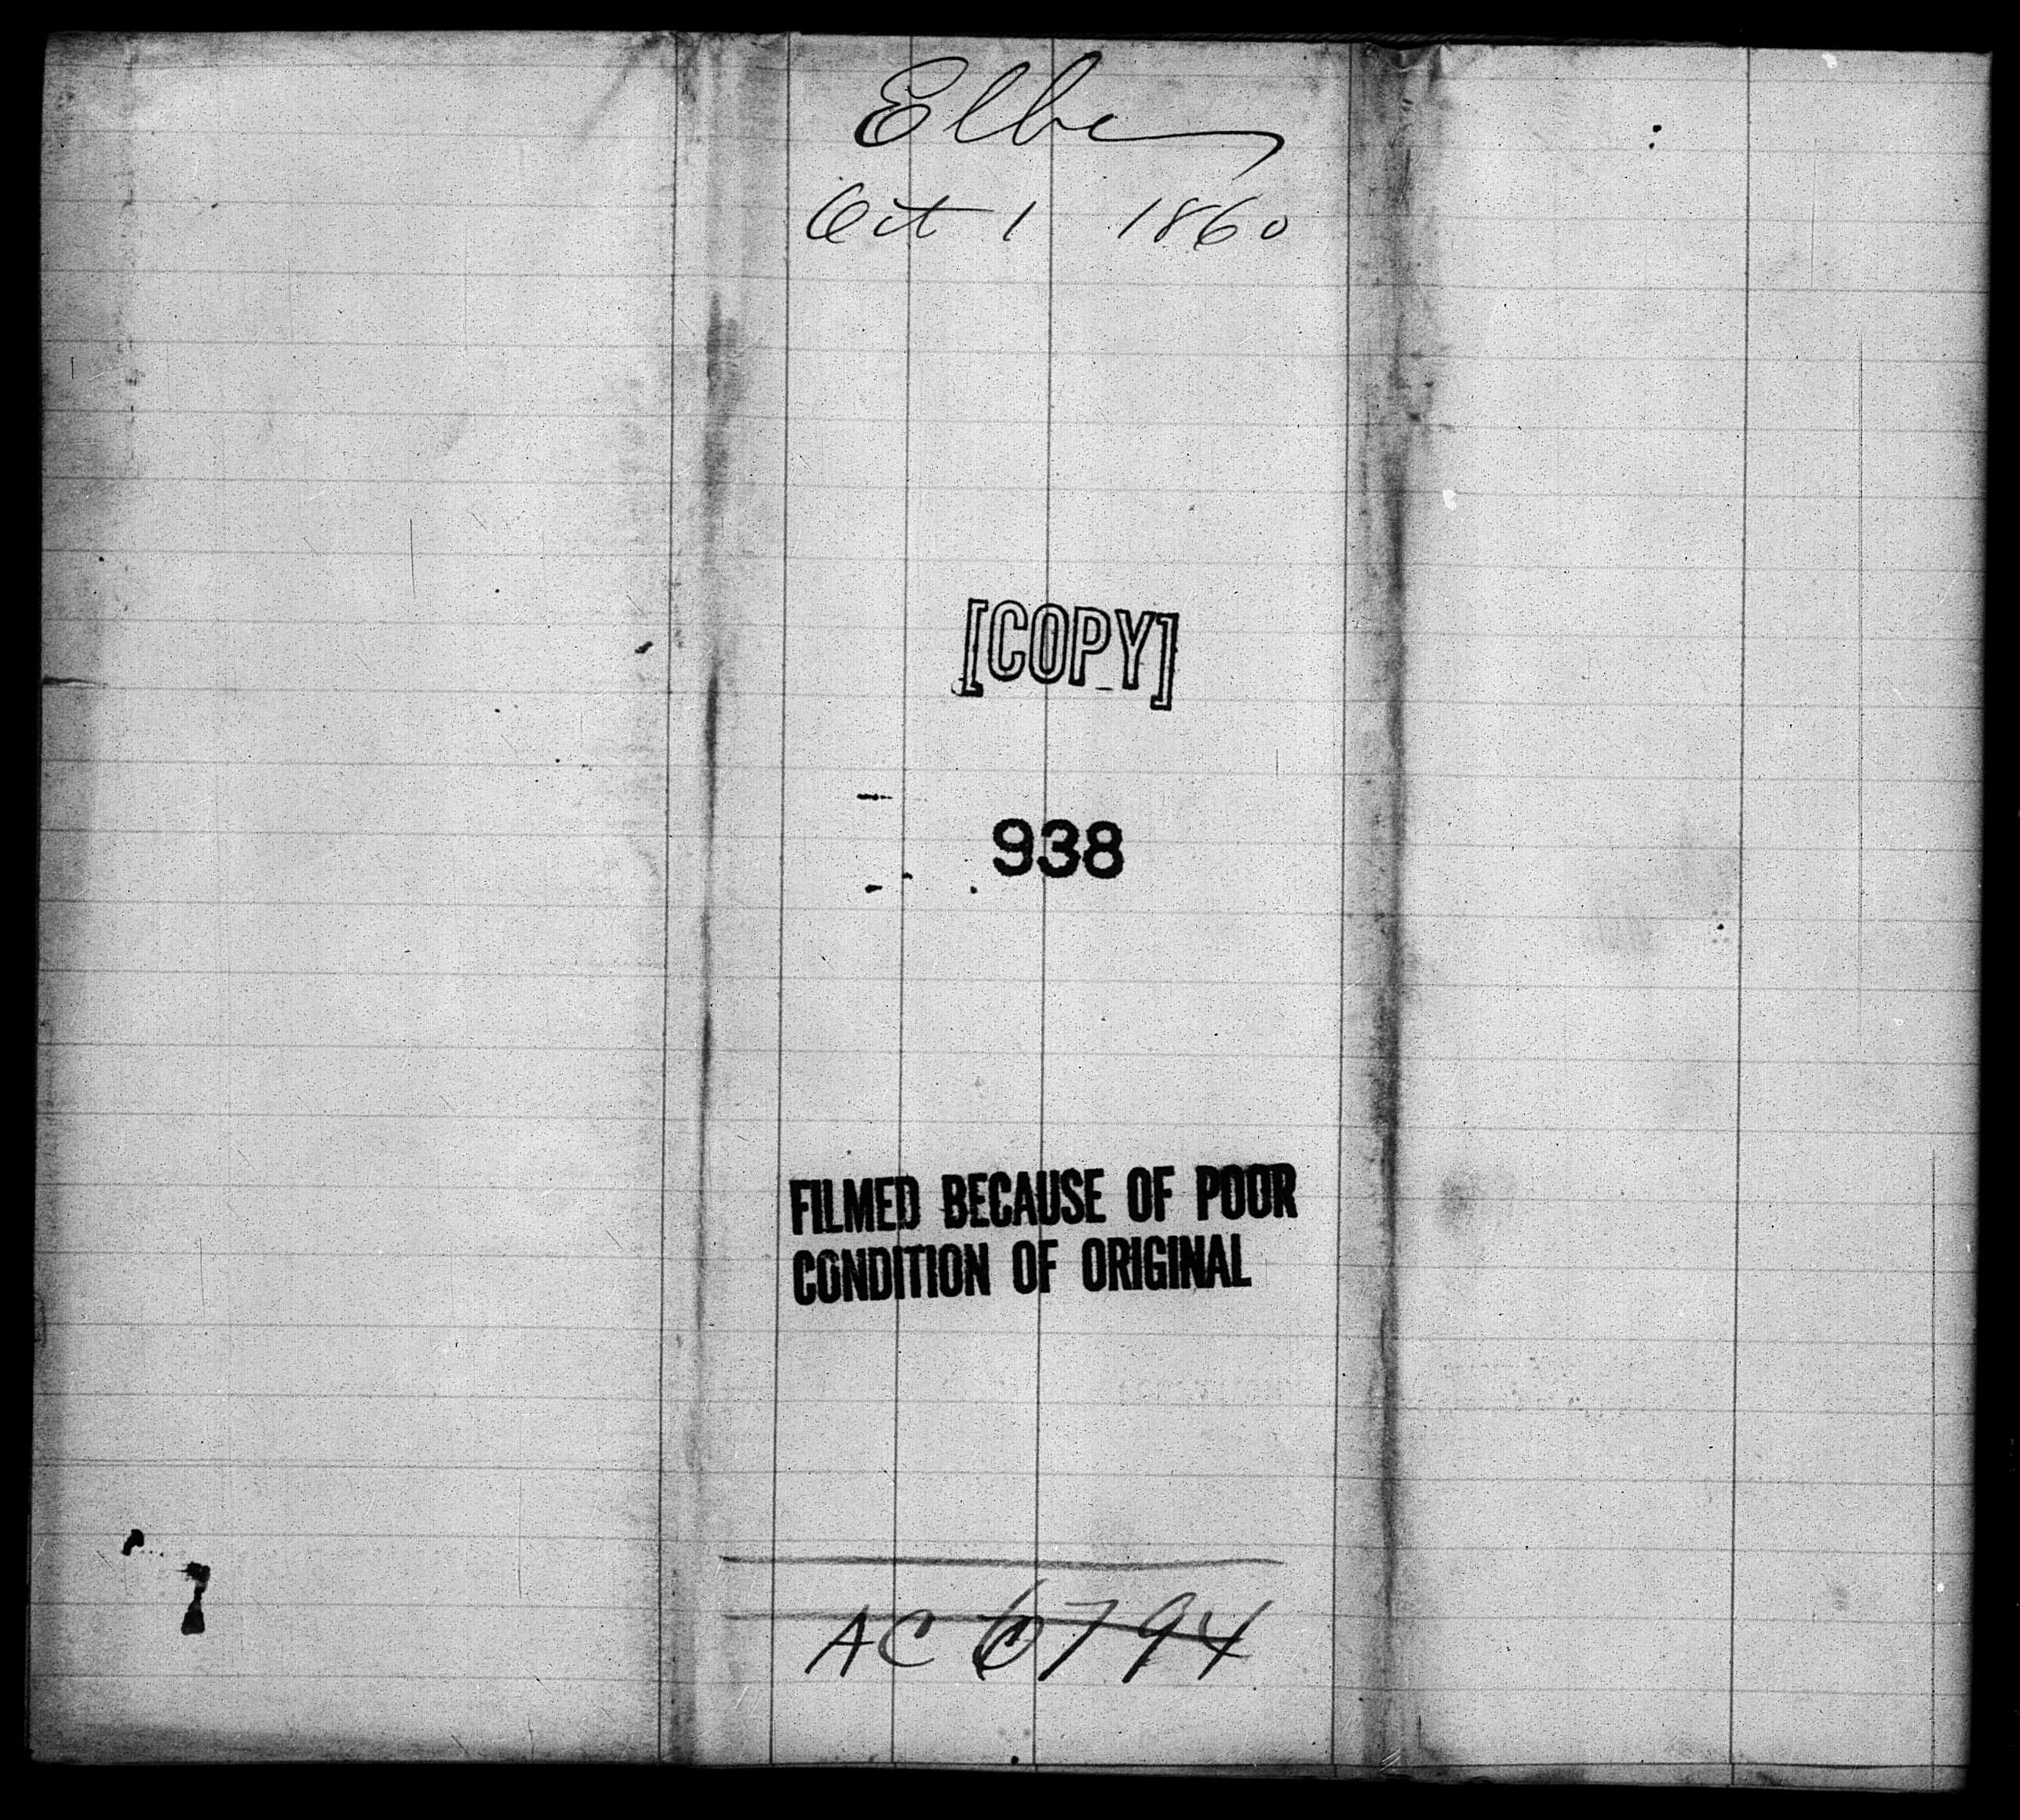 Elbe
Oct 1 1860
[COPY]
938
FILMED BECAUSE OF POOR
CONDITION OF ORIGINAL
AC 6794